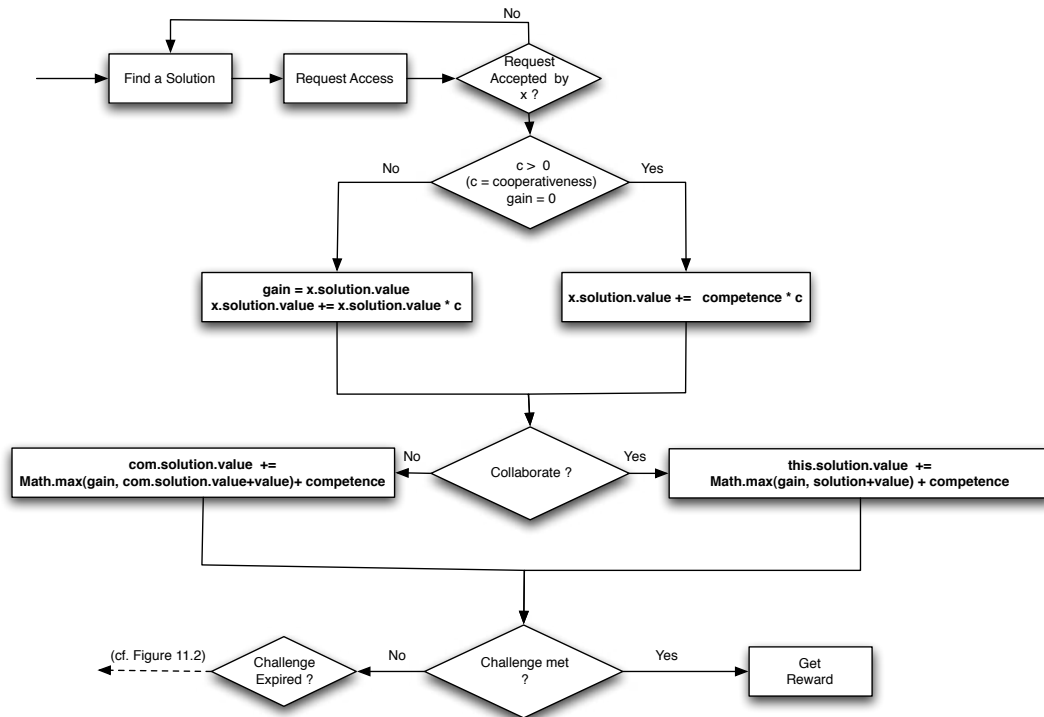 No
Find a Solution
Request Access
Request
Accepted by
x ?
No
c > 0
(c = cooperativeness)
gain = 0
Yes
gain = x.solution.value
x.solution.value += x.solution.value * c
x.solution.value += competence * c
com.solution.value +=
Math.max(gain, com.solution.value+value)+ competence
No
Collaborate ?
Yes
this.solution.value +=
Math.max(gain, solution+value) + competence
(cf. Figure 11.2)
Challenge
Expired ?
No
Challenge met
?
Yes
Get
Reward